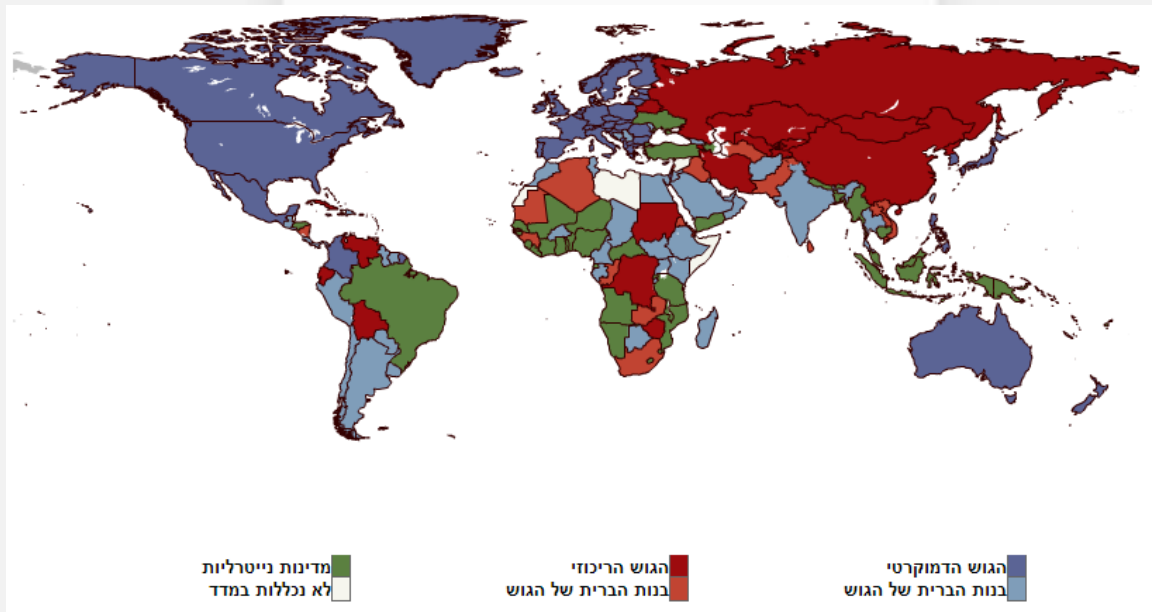 הגוש הדמוקרטי
בנות הברית של הגוש
הגוש הריכוזי
בנות הברית של הגוש
מדינות נייטרליות
לא נכללות במדד